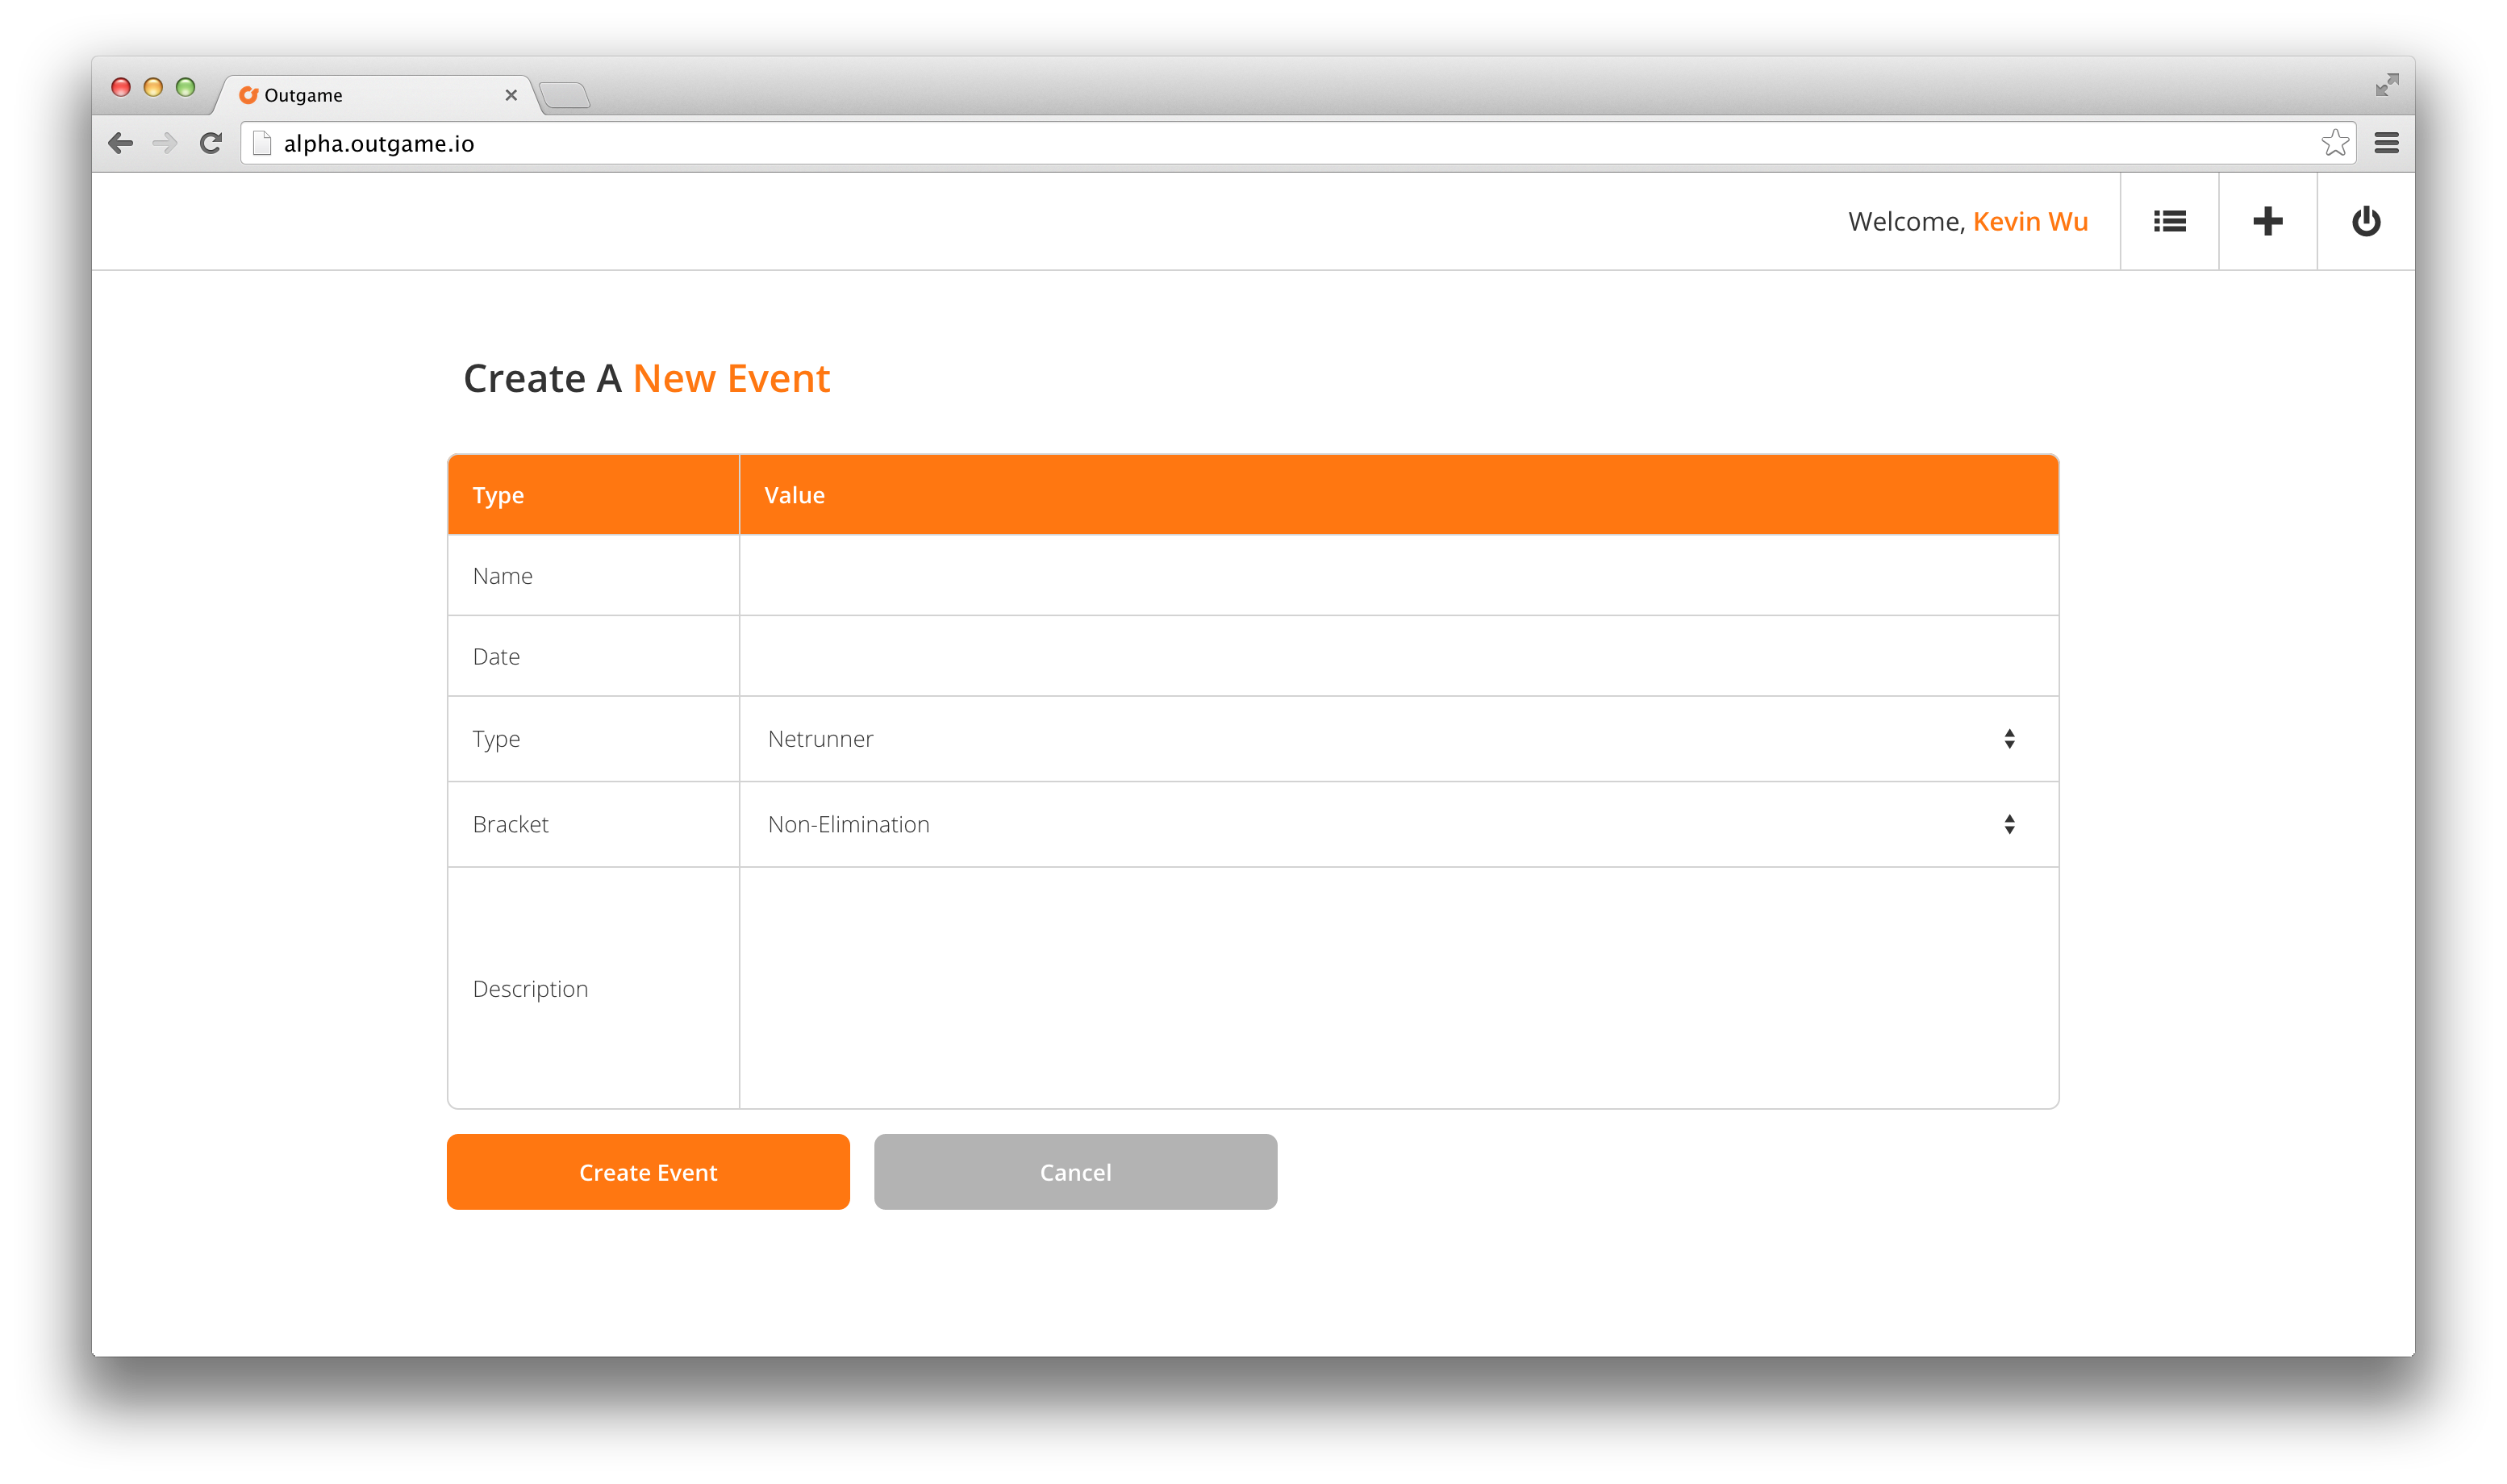 Outgame
alpha.outgame.io
Welcome, Kevin Wu
Create A New Event
Type Value
Name
Date
Type Netrunner
Bracket Non-Elimination
Description
Create Event Cancel